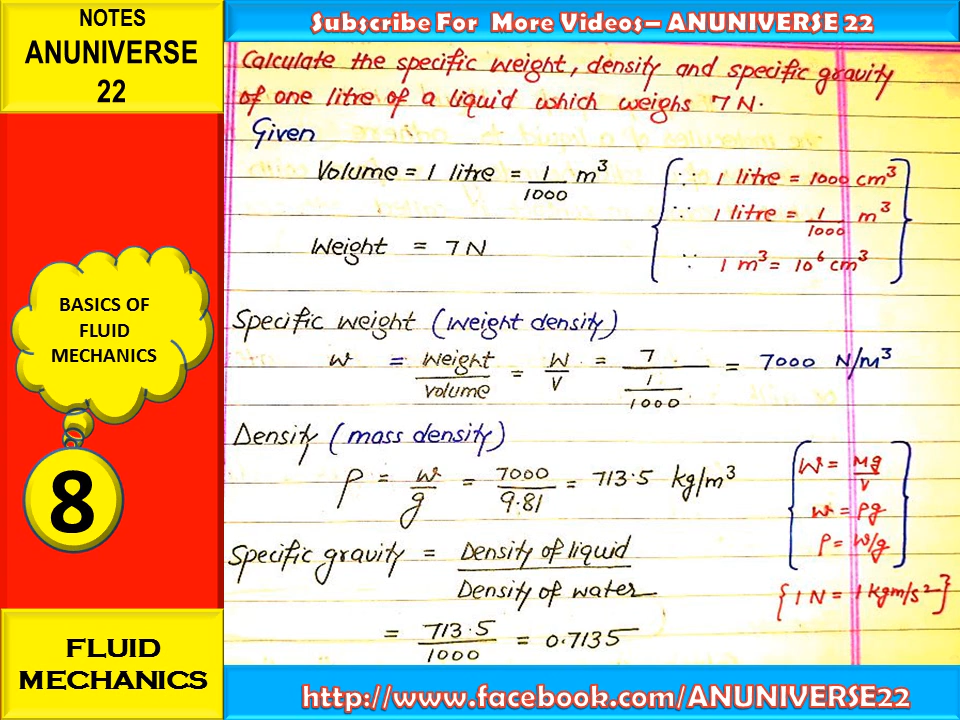 NOTES
ANUNIVERSE
22
Subscribe For More Videos – ANUNIVERSE 22
Calculate the specific weight, density and specific gravity
of one litre of a liquid which weighs 7 N.
Given
Volume = 1 litre = 1/1000 m³
Weight = 7 N
{ ∵ 1 litre = 1000 cm³
∵ 1 litre = 1/1000 m³
∵ 1 m³ = 10⁶ cm³ }
BASICS OF
FLUID
MECHANICS
Specific weight (weight density)
w = Weight/volume = W/V = 7/(1/1000) = 7000 N/m³
Density (mass density)
ρ = w/g = 7000/9.81 = 713.5 kg/m³
[ W = Mg/V
w = ρg
ρ = w/g ]
{1 N = 1 kgm/s²}
8
Specific gravity = Density of liquid/Density of water
= 713.5/1000 = 0.7135
FLUID
MECHANICS
http://www.facebook.com/ANUNIVERSE22